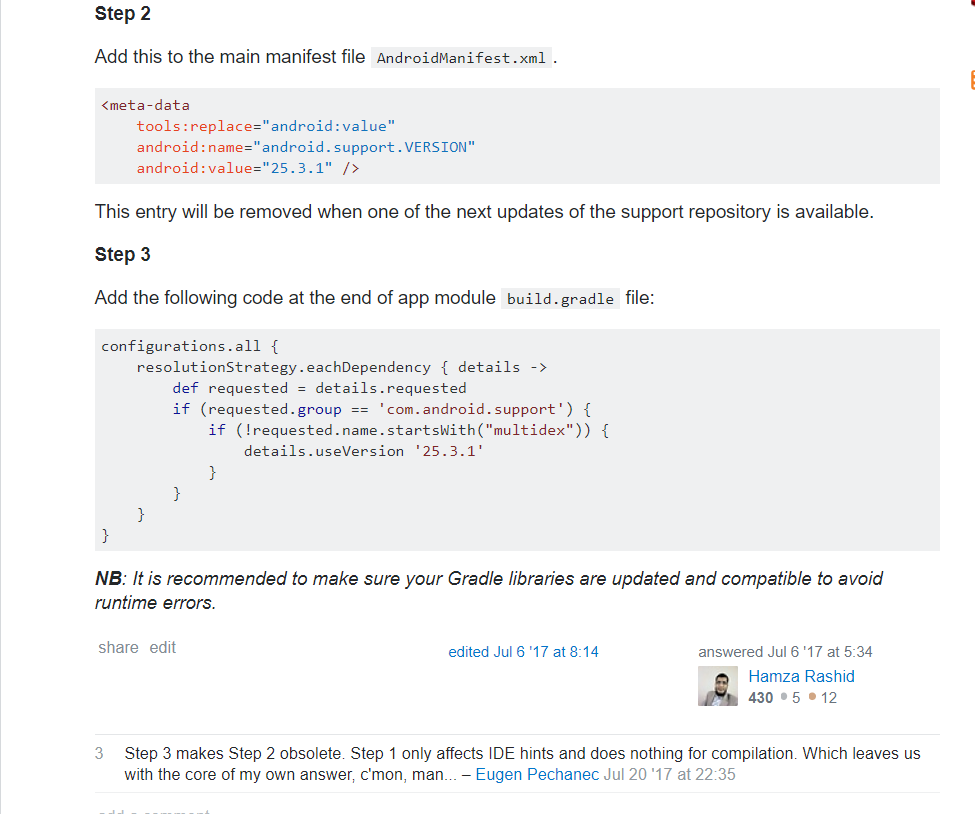 Step 2
Add this to the main manifest file AndroidManifest.xml .
<meta-data
    tools:replace="android:value"
    android:name="android.support.VERSION"
    android:value="25.3.1" />
This entry will be removed when one of the next updates of the support repository is available.
Step 3
Add the following code at the end of app module build.gradle file:
configurations.all {
    resolutionStrategy.eachDependency { details ->
        def requested = details.requested
        if (requested.group == 'com.android.support') {
            if (!requested.name.startsWith("multidex")) {
                details.useVersion '25.3.1'
            }
        }
    }
}
NB: It is recommended to make sure your Gradle libraries are updated and compatible to avoid
runtime errors.
share edit
edited Jul 6 '17 at 8:14
answered Jul 6 '17 at 5:34
Hamza Rashid
430 5 12
3 Step 3 makes Step 2 obsolete. Step 1 only affects IDE hints and does nothing for compilation. Which leaves us
with the core of my own answer, c'mon, man... – Eugen Pechanec Jul 20 '17 at 22:35
add a comment